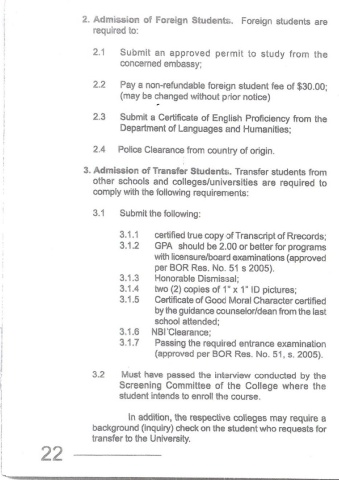 2. Admission of Foreign Students. Foreign students are
required to:
2.1 Submit an approved permit to study from the
concerned embassy;
2.2 Pay a non-refundable foreign student fee of $30.00;
(may be changed without prior notice)
2.3 Submit a Certificate of English Proficiency from the
Department of Languages and Humanities;
2.4 Police Clearance from country of origin.
3. Admission of Transfer Students. Transfer students from
other schools and colleges/universities are required to
comply with the following requirements:
3.1 Submit the following:
3.1.1 certified true copy of Transcript of Rrecords;
3.1.2 GPA should be 2.00 or better for programs
with licensure/board examinations (approved
per BOR Res. No. 51 s 2005).
3.1.3 Honorable Dismissal;
3.1.4 two (2) copies of 1" x 1" ID pictures;
3.1.5 Certificate of Good Moral Character certified
by the guidance counselor/dean from the last
school attended;
3.1.6 NBI Clearance;
3.1.7 Passing the required entrance examination
(approved per BOR Res. No. 51, s. 2005).
3.2 Must have passed the interview conducted by the
Screening Committee of the College where the
student intends to enroll the course.
In addition, the respective colleges may require a
background (inquiry) check on the student who requests for
transfer to the University.
22